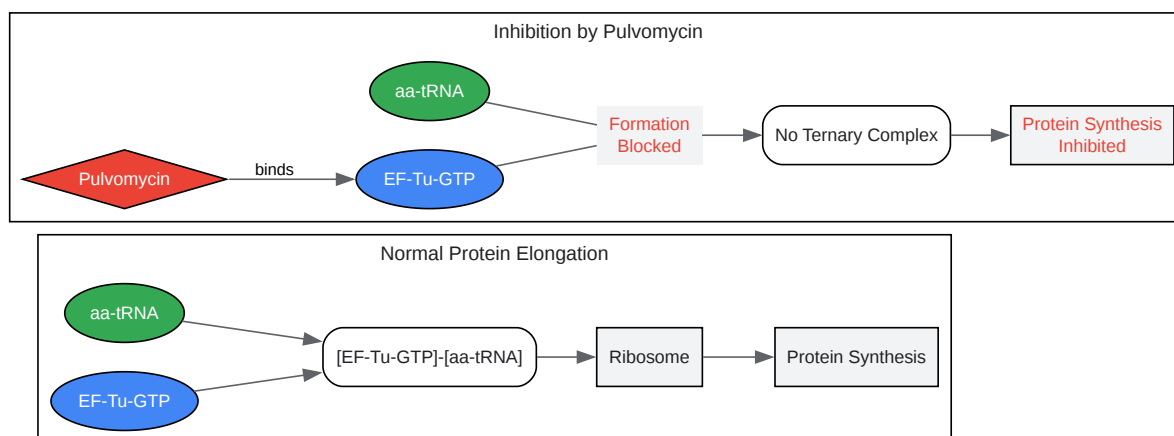 Inhibition by Pulvomycin
aa-tRNA
Formation
Blocked
No Ternary Complex
Protein Synthesis
Inhibited
Pulvomycin
binds
EF-Tu-GTP
Normal Protein Elongation
aa-tRNA
[EF-Tu-GTP]-[aa-tRNA]
Ribosome
Protein Synthesis
EF-Tu-GTP